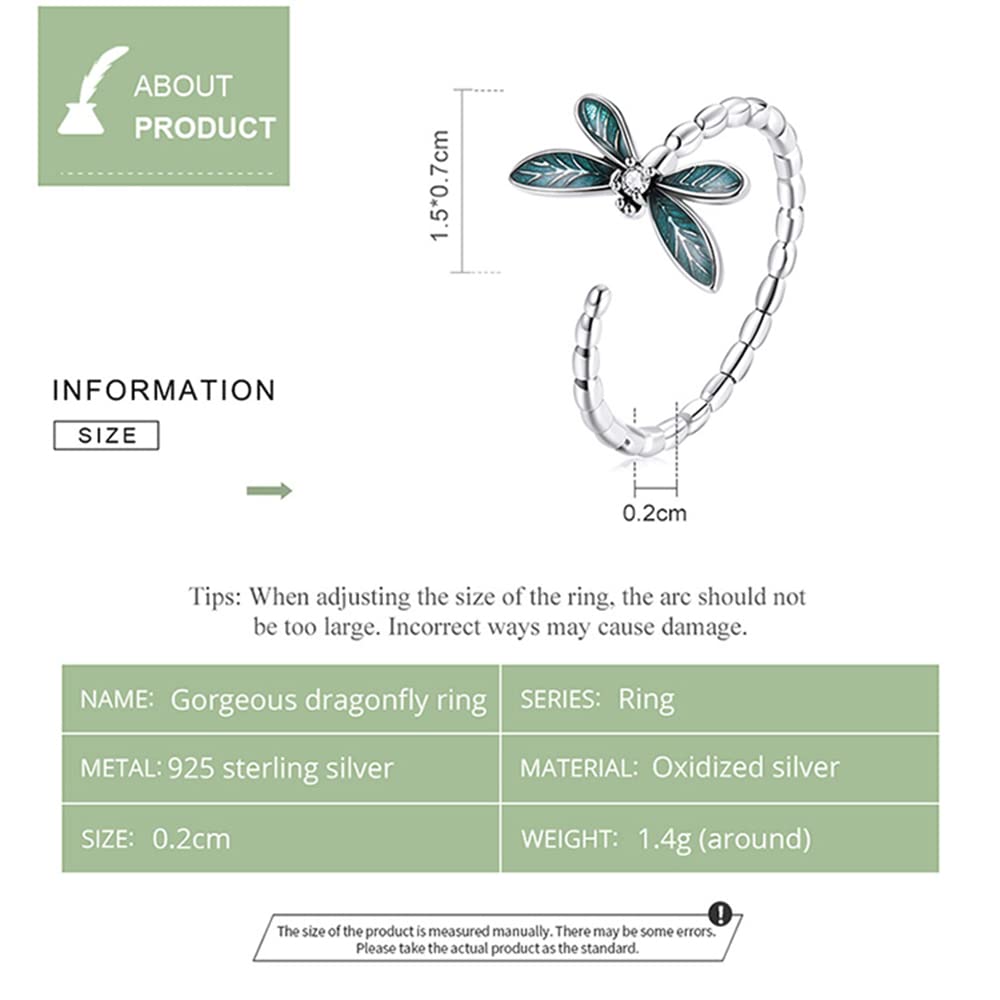 ABOUT
PRODUCT
1.5*0.7cm
INFORMATION
SIZE
0.2cm
Tips: When adjusting the size of the ring, the arc should not
be too large. Incorrect ways may cause damage.
NAME: Gorgeous dragonfly ring
SERIES: Ring
METAL: 925 sterling silver
MATERIAL: Oxidized silver
SIZE: 0.2cm
WEIGHT: 1.4g (around)
The size of the product is measured manually. There may be some errors.
Please take the actual product as the standard.